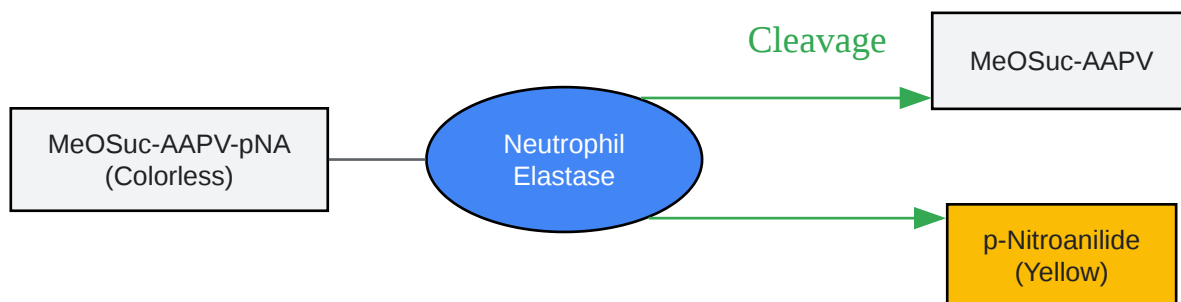 MeOSuc-AAPV-pNA
(Colorless)
Neutrophil
Elastase
Cleavage
MeOSuc-AAPV
p-Nitroanilide
(Yellow)